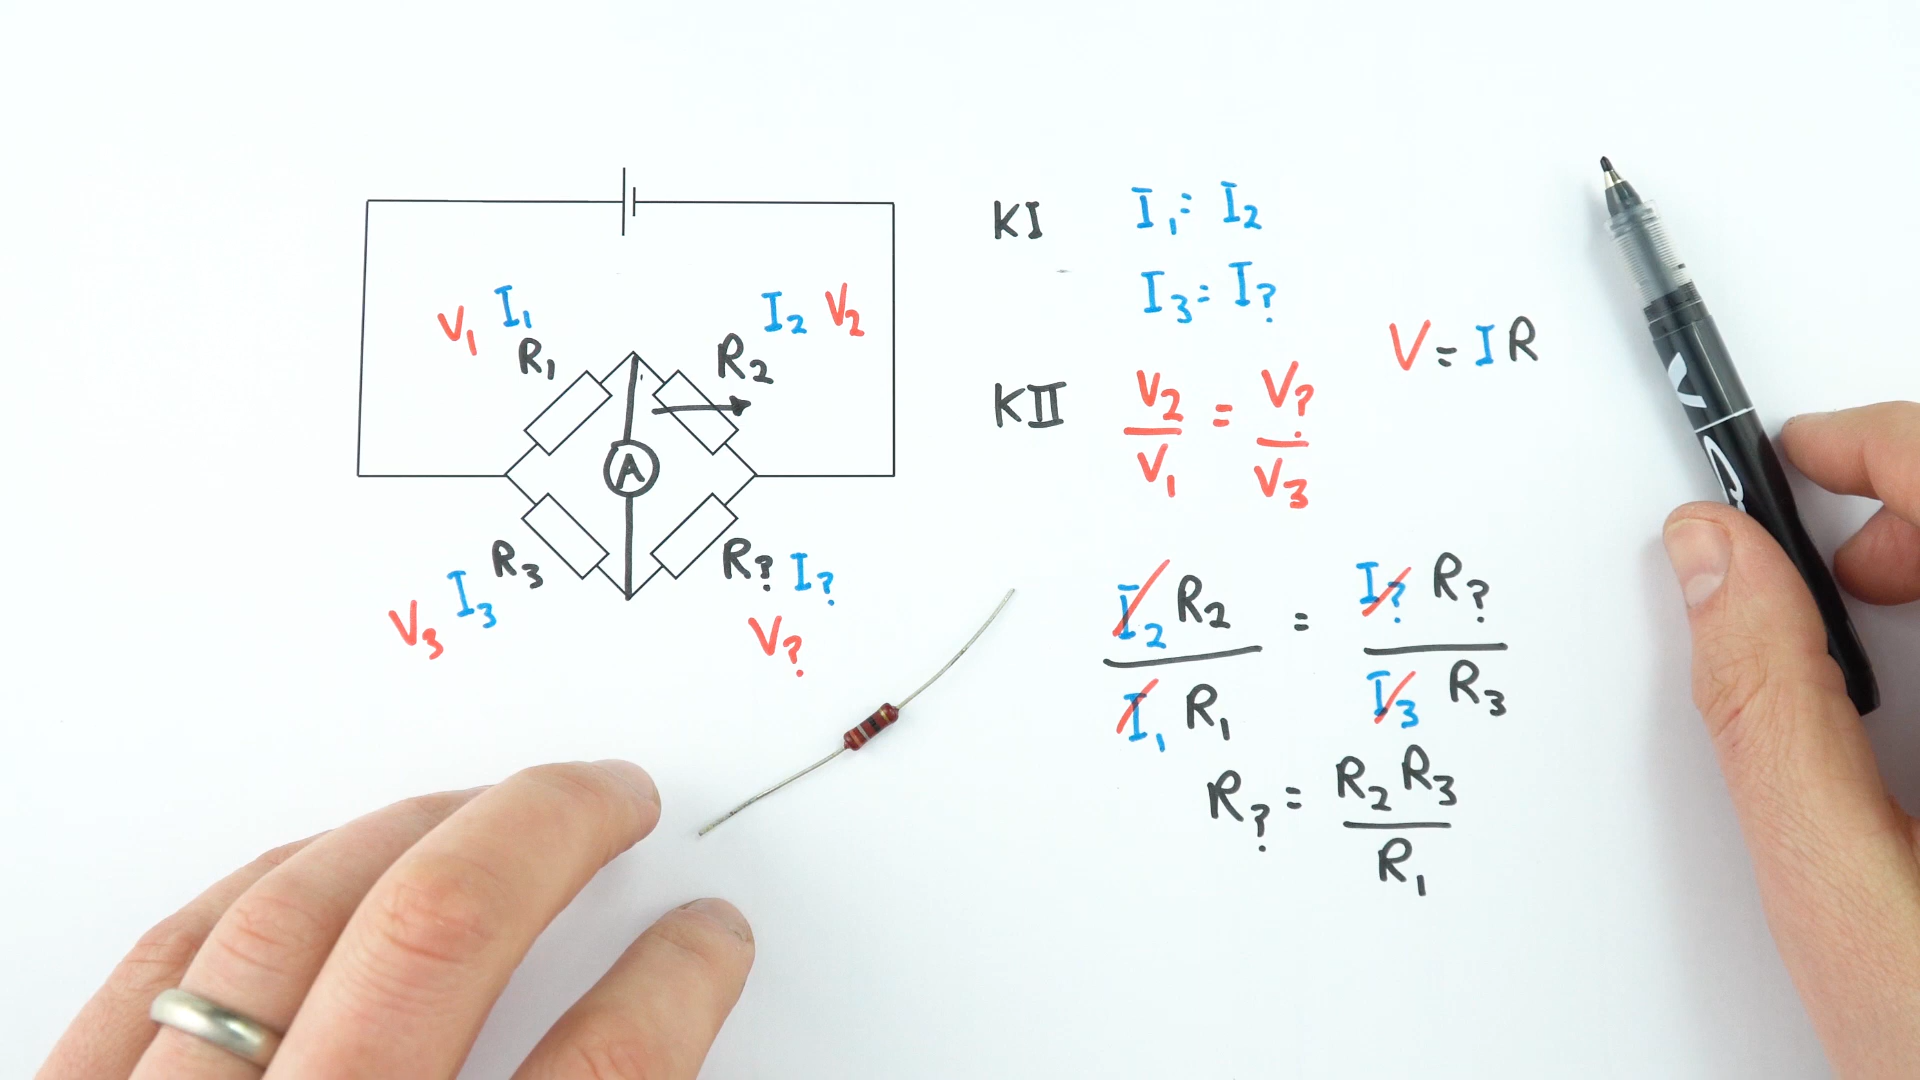 V₁ I₁
R₁
I₂ V₂
R₂
A
R₃
V₃ I₃
R? I?
V?
KI I₁ = I₂
I₃ = I?
V = I R
KII V₂/V₁ = V?/V₃
I₂ R₂ / I₁ R₁ = I? R? / I₃ R₃
R? = R₂ R₃ / R₁